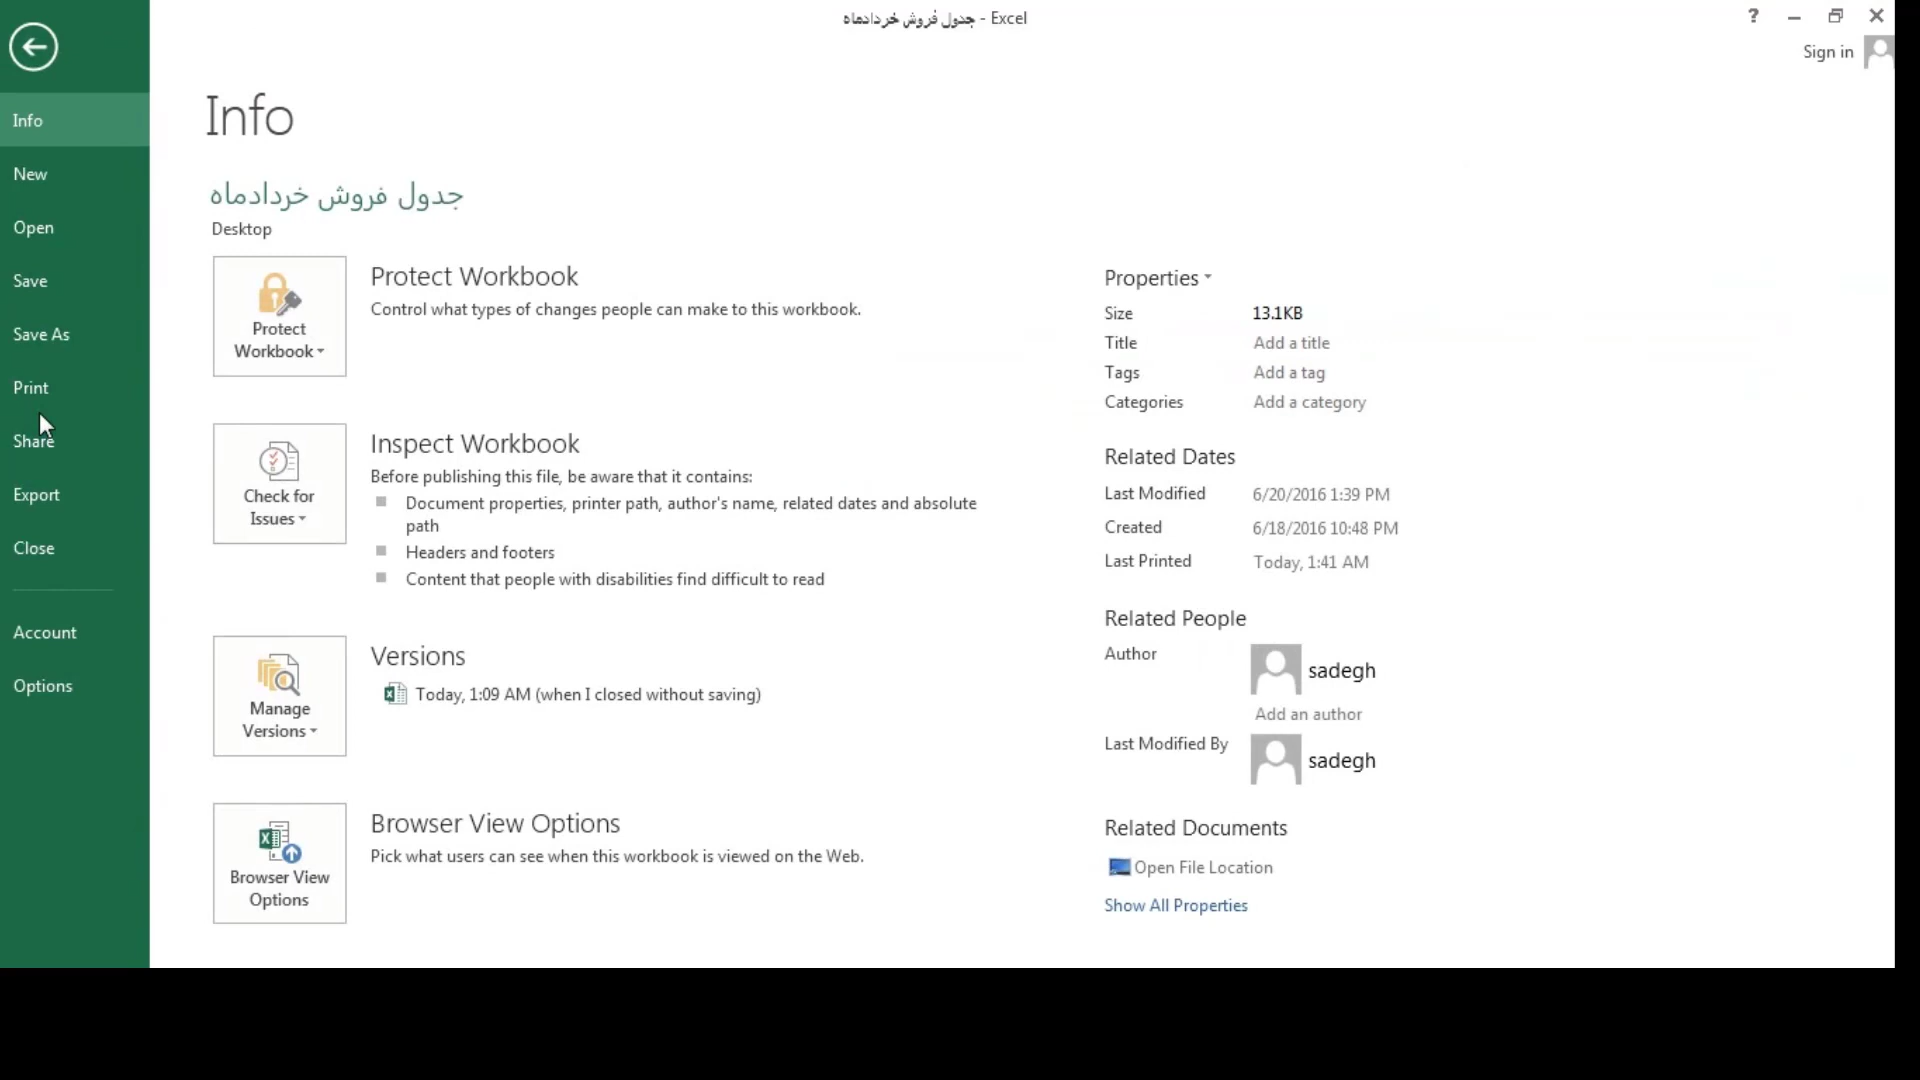 جدول فروش خردادماه - Excel
?
Sign in
Info
New
Open
Save
Save As
Print
Share
Export
Close
Account
Options
Info
جدول فروش خردادماه
Desktop
Protect
Workbook
Protect Workbook
Control what types of changes people can make to this workbook.
Check for
Issues
Inspect Workbook
Before publishing this file, be aware that it contains:
Document properties, printer path, author's name, related dates and absolute
path
Headers and footers
Content that people with disabilities find difficult to read
Manage
Versions
Versions
Today, 1:09 AM (when I closed without saving)
Browser View
Options
Browser View Options
Pick what users can see when this workbook is viewed on the Web.
Properties
Size 13.1KB
Title Add a title
Tags Add a tag
Categories Add a category
Related Dates
Last Modified 6/20/2016 1:39 PM
Created 6/18/2016 10:48 PM
Last Printed Today, 1:41 AM
Related People
Author sadegh
Add an author
Last Modified By sadegh
Related Documents
Open File Location
Show All Properties